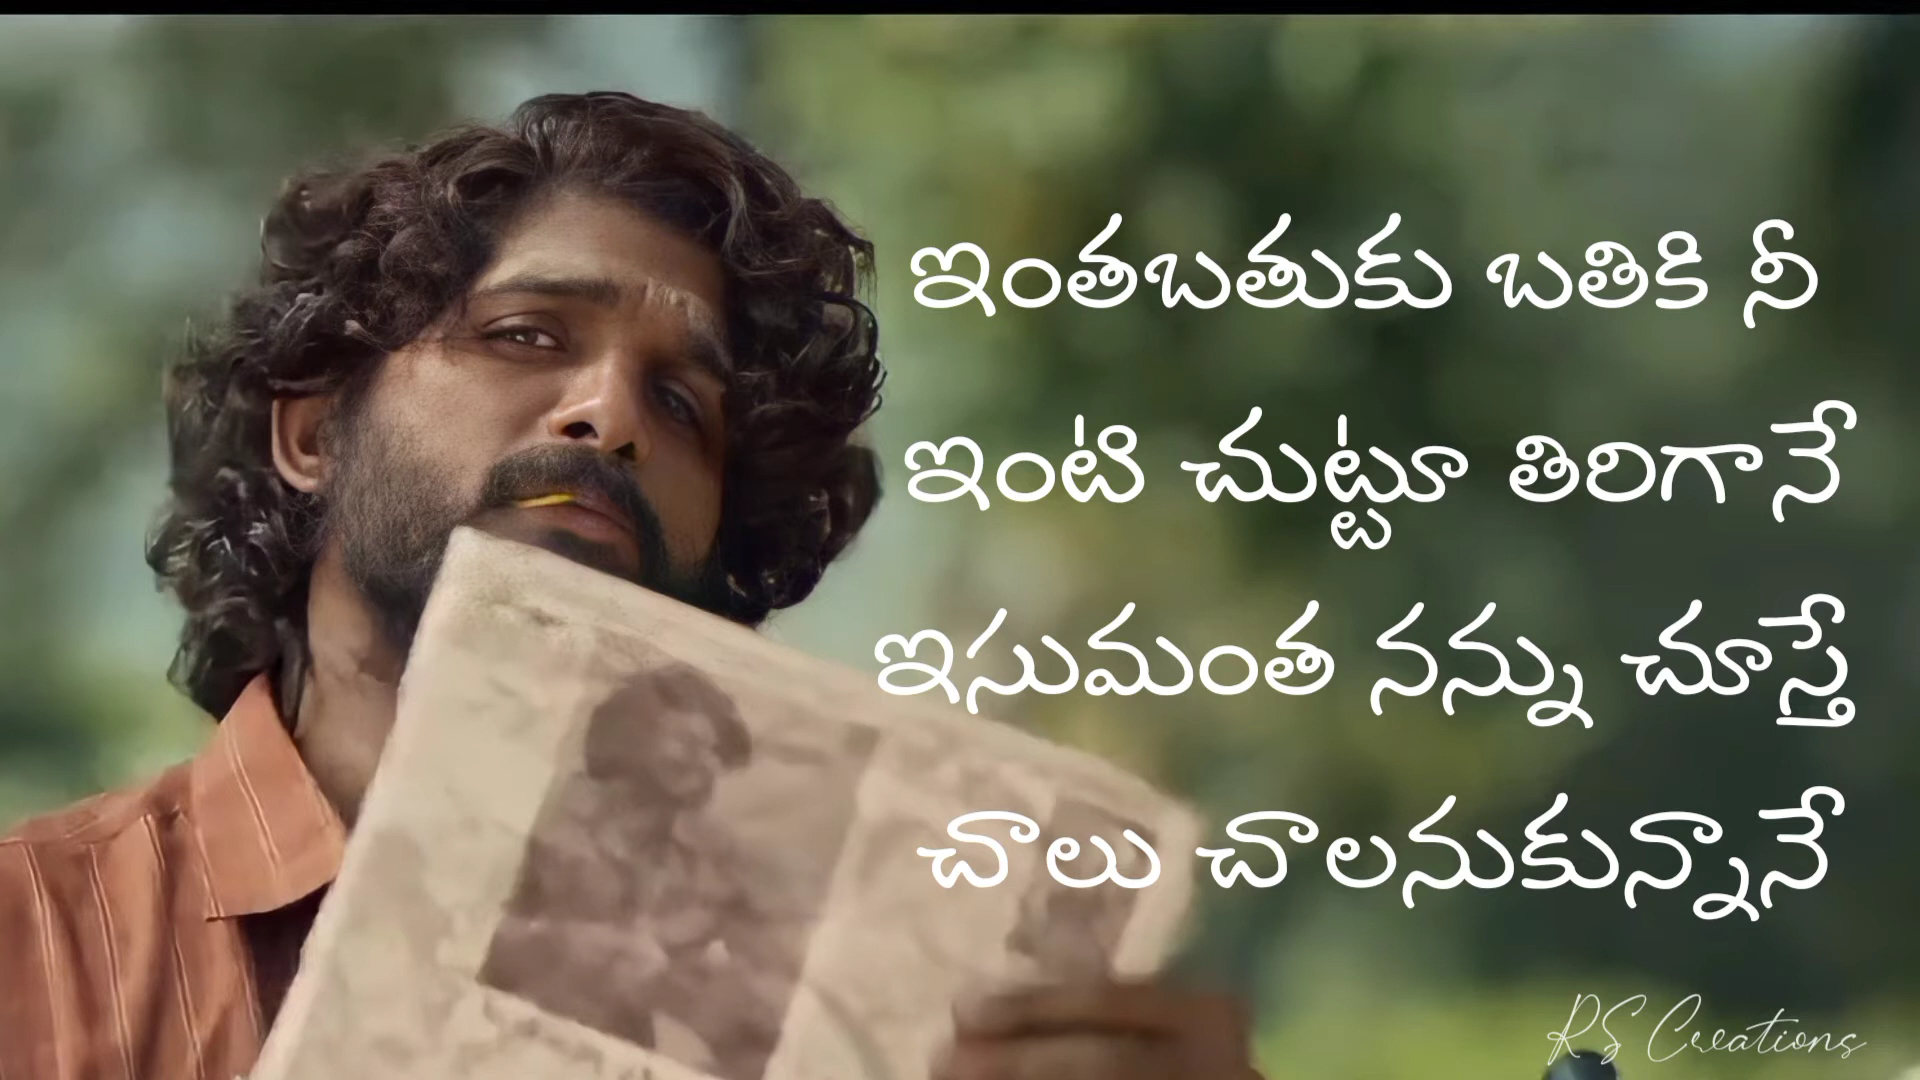 ఇంతబతుకు బతికి నీ
ఇంటి చుట్టూ తిరిగానే
ఇసుమంత నన్ను చూస్తే
చాలు చాలనుకున్నానే
RS Creations